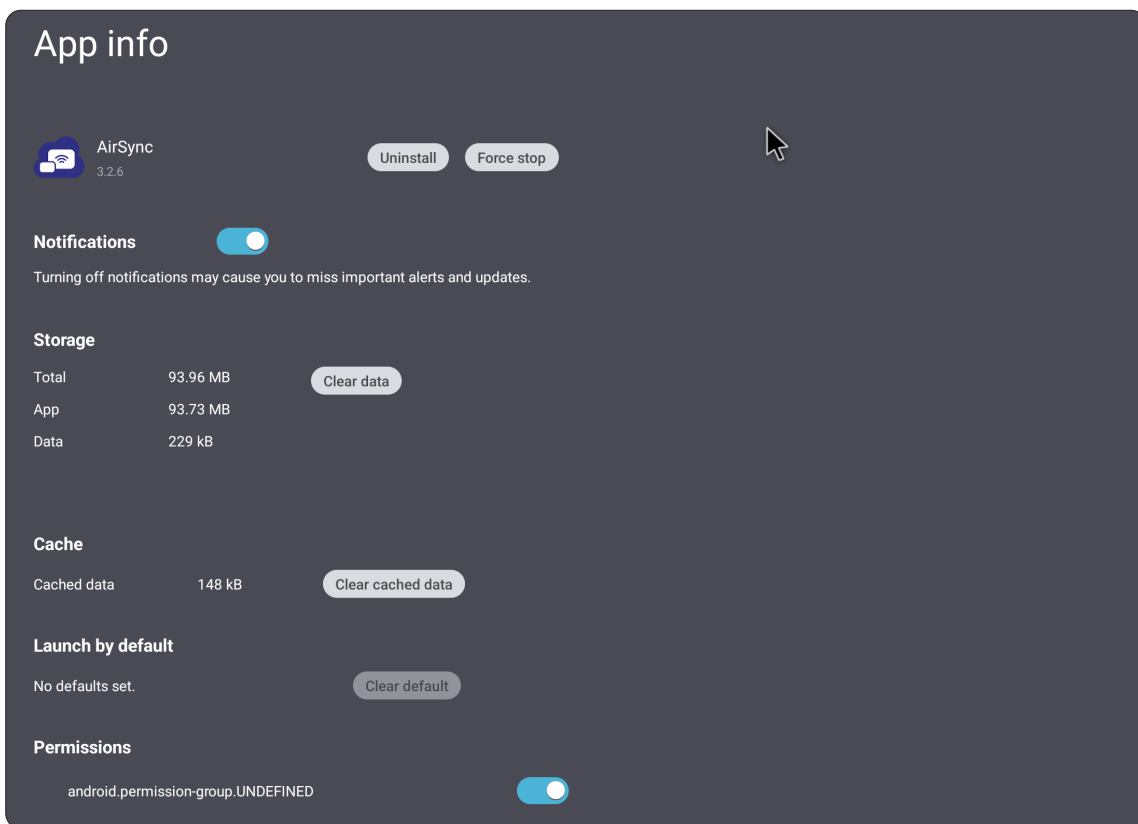 App info
AirSync
3.2.6
Uninstall
Force stop
Notifications
Turning off notifications may cause you to miss important alerts and updates.
Storage
Total 93.96 MB Clear data
App 93.73 MB
Data 229 kB
Cache
Cached data 148 kB Clear cached data
Launch by default
No defaults set. Clear default
Permissions
android.permission-group.UNDEFINED